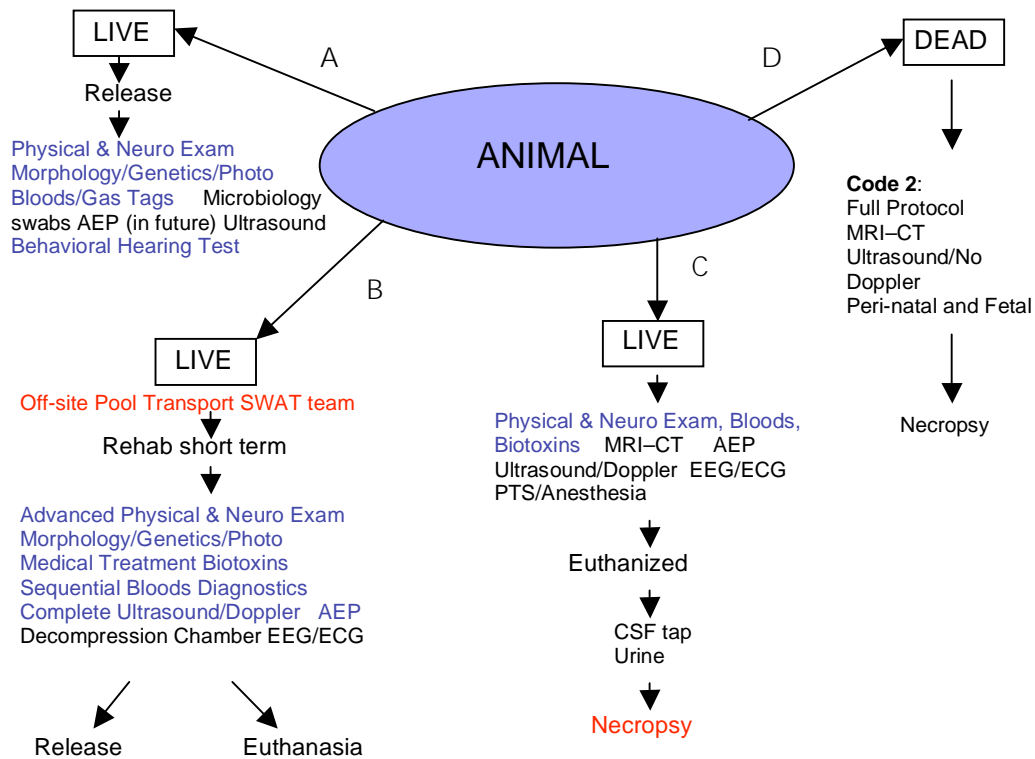 ANIMAL
A
LIVE
Release
Physical & Neuro Exam
Morphology/Genetics/Photo
Bloods/Gas Tags Microbiology
swabs AEP (in future) Ultrasound
Behavioral Hearing Test
B
LIVE
Off-site Pool Transport SWAT team
Rehab short term
Advanced Physical & Neuro Exam
Morphology/Genetics/Photo
Medical Treatment Biotoxins
Sequential Bloods Diagnostics
Complete Ultrasound/Doppler AEP
Decompression Chamber EEG/ECG
Release
Euthanasia
C
LIVE
Physical & Neuro Exam, Bloods,
Biotoxins MRI–CT AEP
Ultrasound/Doppler EEG/ECG
PTS/Anesthesia
Euthanized
CSF tap
Urine
Necropsy
D
DEAD
Code 2:
Full Protocol
MRI–CT
Ultrasound/No
Doppler
Peri-natal and Fetal
Necropsy